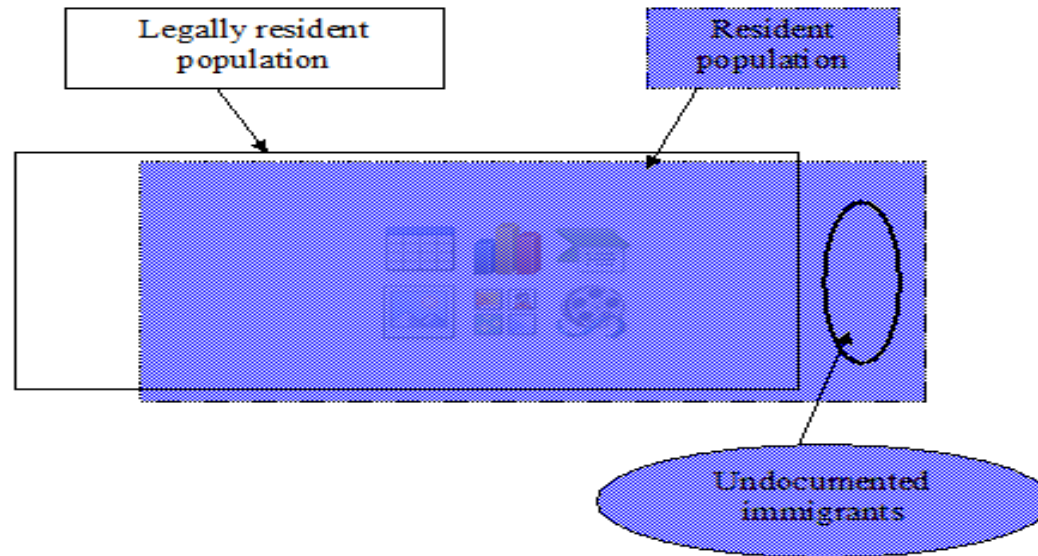 Legally resident
population
Resident
population
Undocumented
immigrants